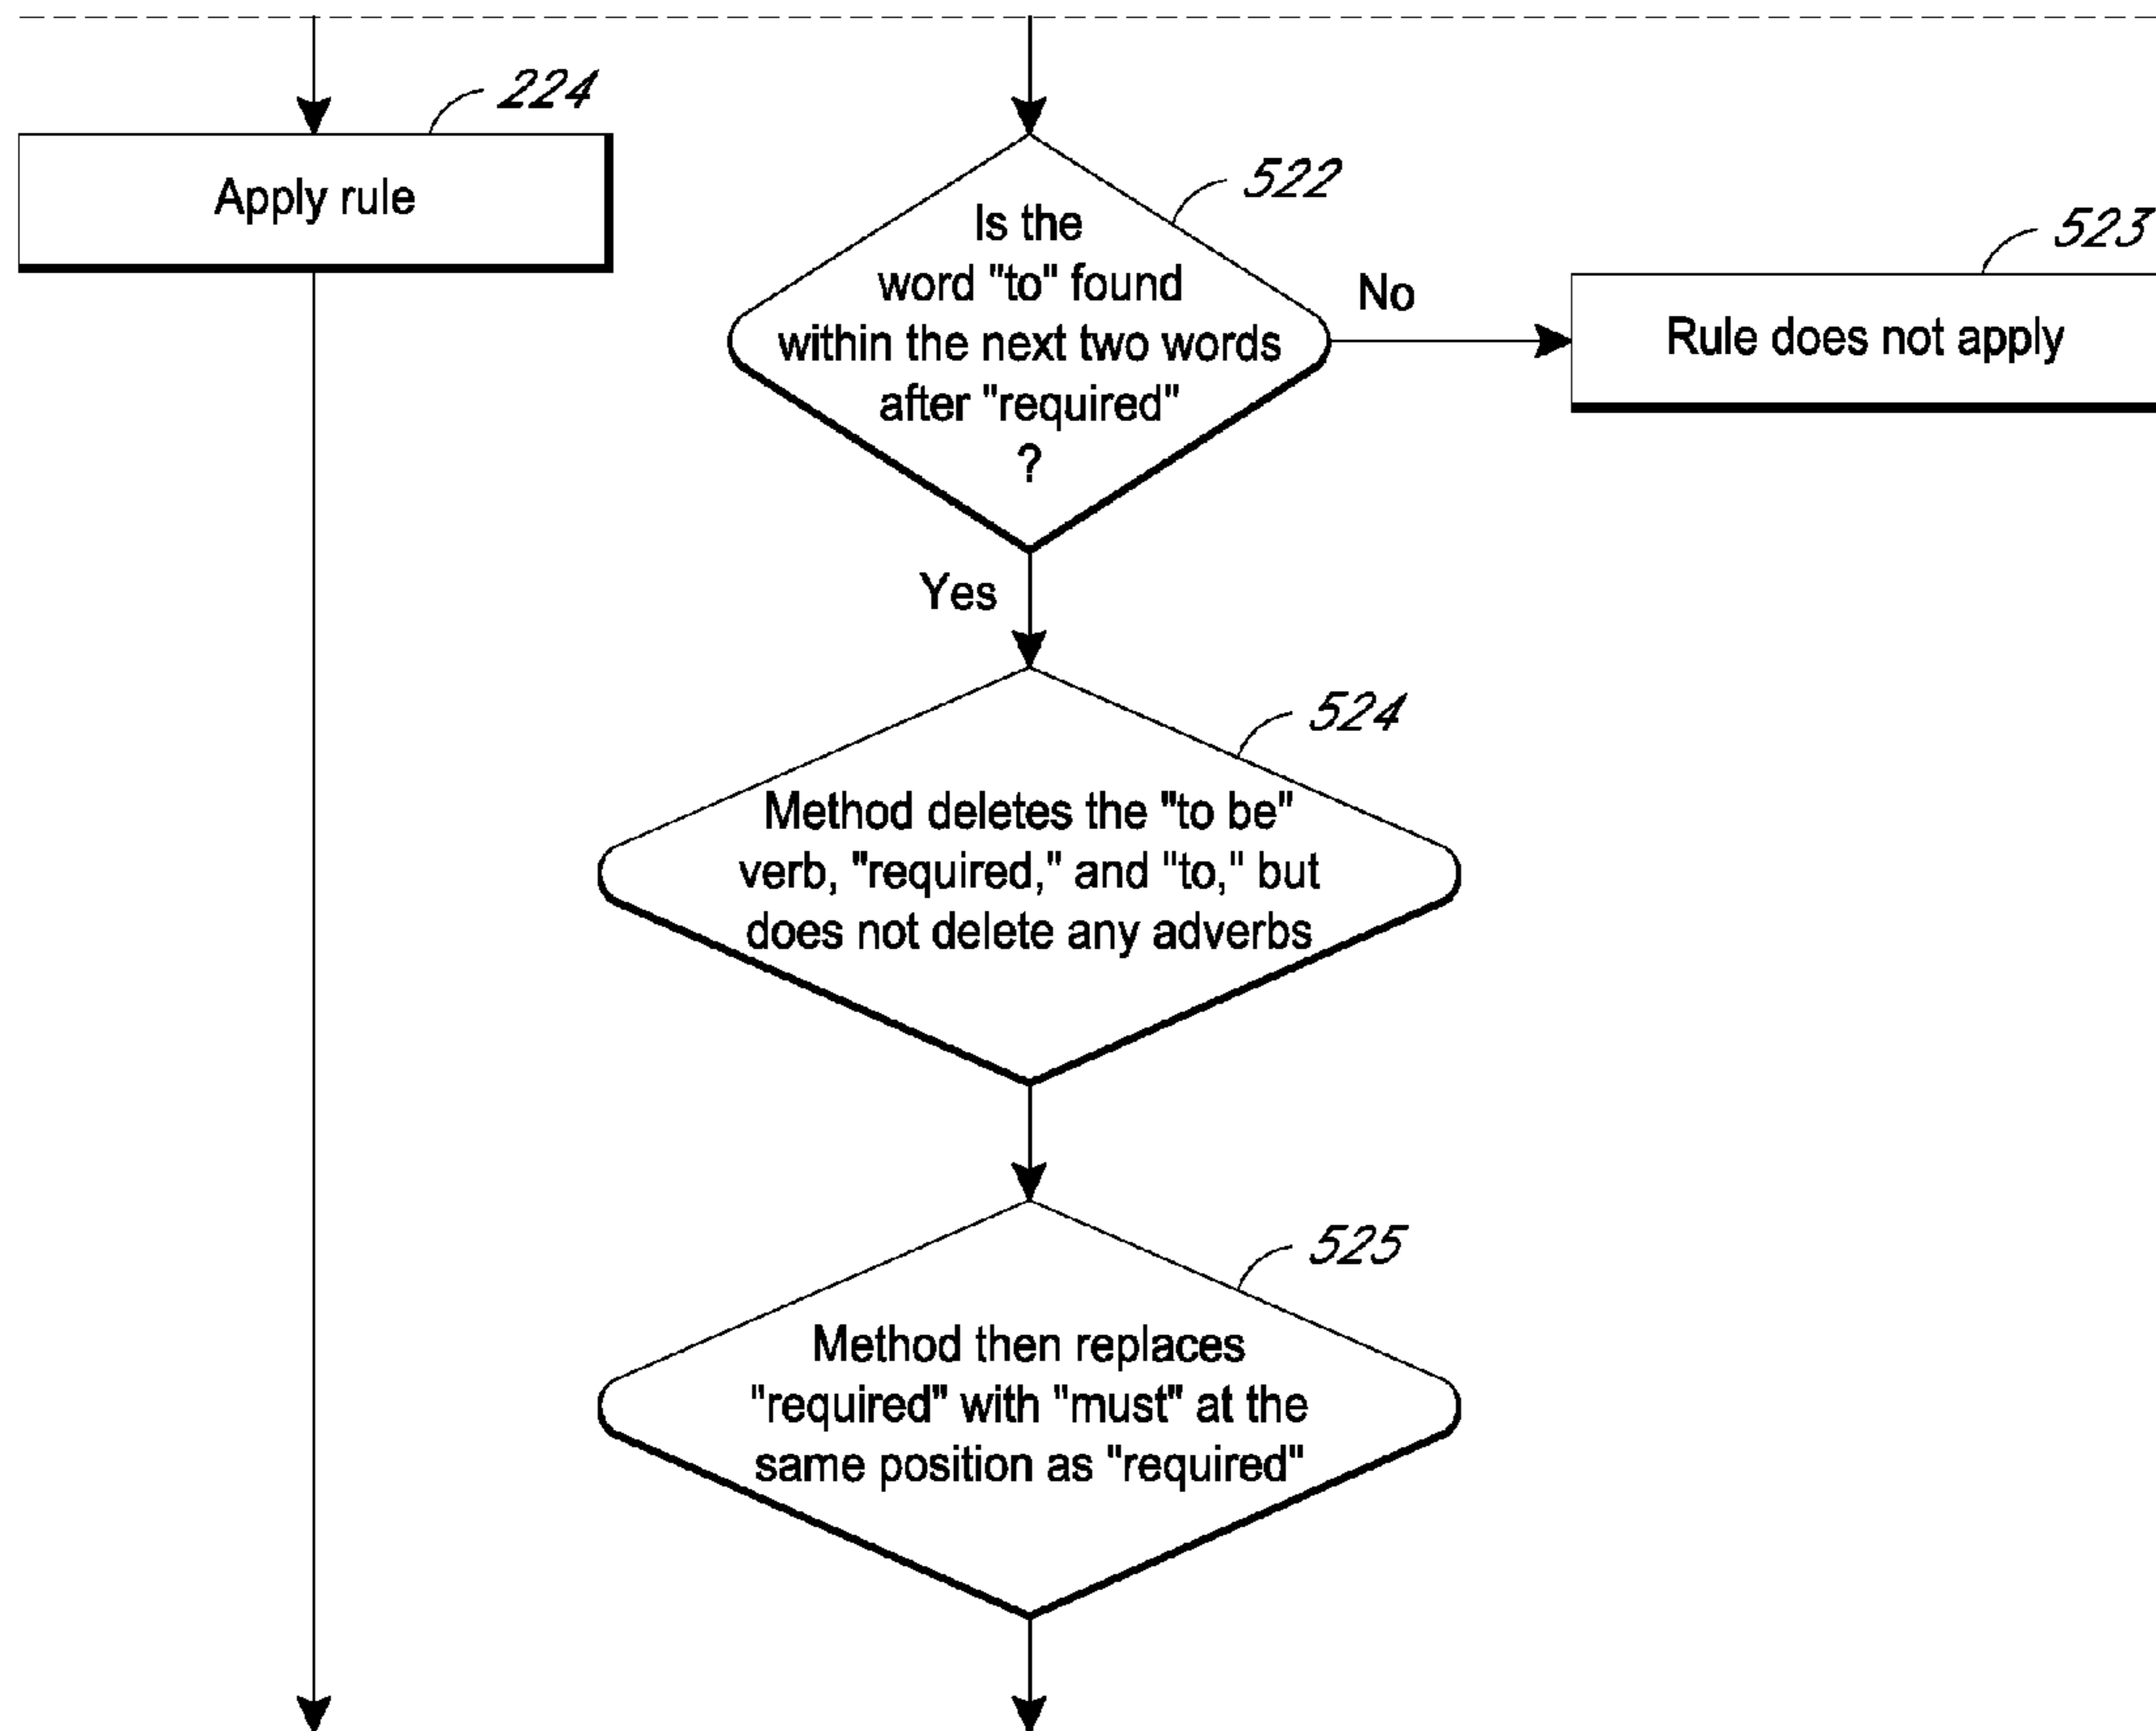 224
Apply rule
522
Is the
word "to" found
within the next two words
after "required"
?
No
523
Rule does not apply
Yes
524
Method deletes the "to be"
verb, "required," and "to," but
does not delete any adverbs
525
Method then replaces
"required" with "must" at the
same position as "required"